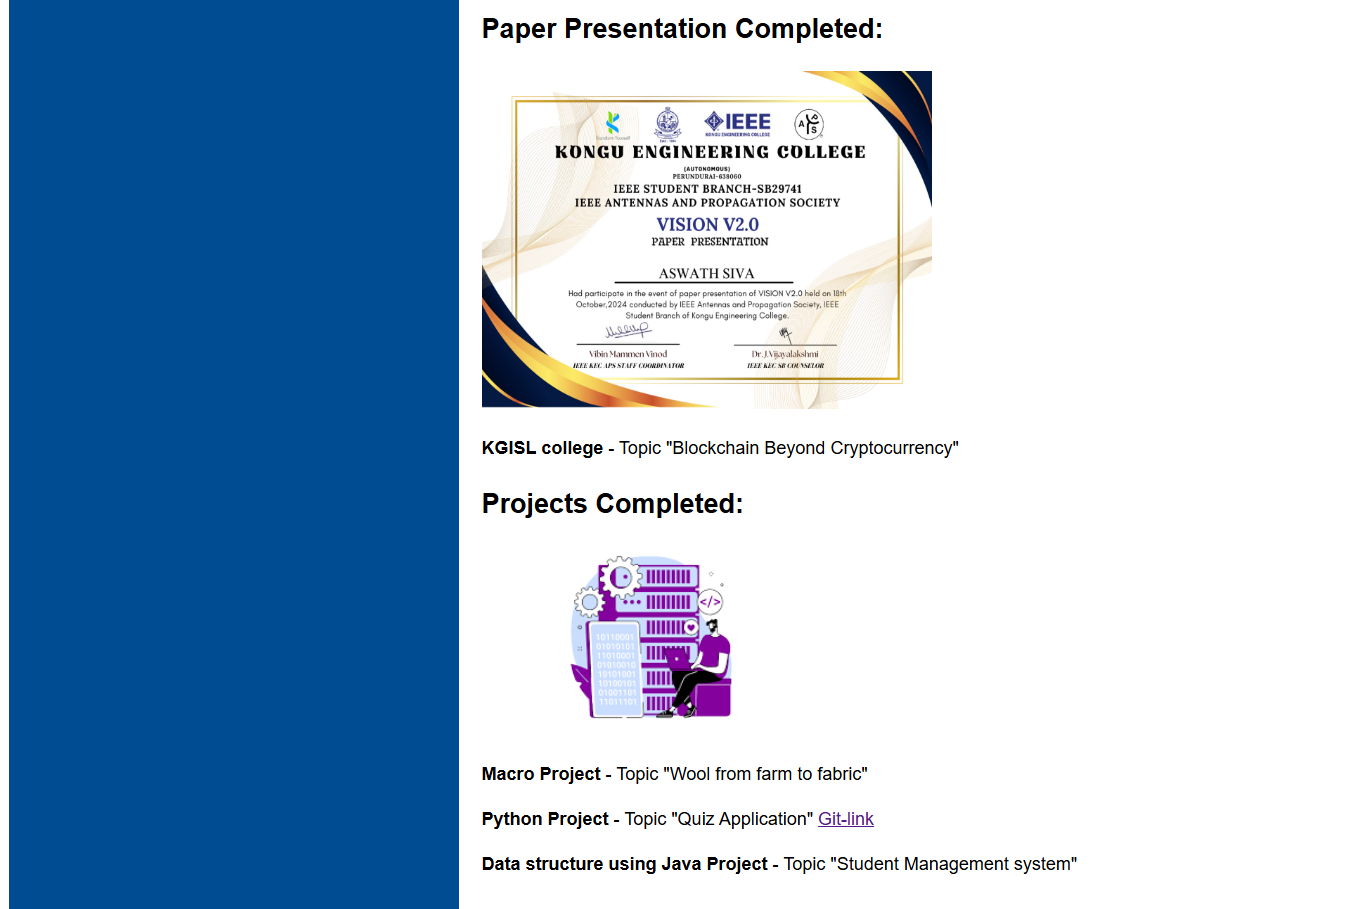 Paper Presentation Completed:
IEEE
KONGU ENGINEERING COLLEGE
KONGU ENGINEERING COLLEGE
(AUTONOMOUS)
PERUNDURAI-638060
IEEE STUDENT BRANCH-SB29741
IEEE ANTENNAS AND PROPAGATION SOCIETY
VISION V2.0
PAPER PRESENTATION
ASWATH SIVA
Had participate in the event of paper presentation of VISION V2.0 held on 18th
October,2024 conducted by IEEE Antennas and Propagation Society, IEEE
Student Branch of Kongu Engineering College.
Vibin Mammen Vinod
IEEE KEC APS STAFF COORDINATOR
Dr.J.Vijayalakshmi
IEEE KEC SB COUNSELOR
KGISL college - Topic "Blockchain Beyond Cryptocurrency"
Projects Completed:
</>
10110001
01010101
11010001
01010010
10101001
10100101
01001101
11011101
Macro Project - Topic "Wool from farm to fabric"
Python Project - Topic "Quiz Application" Git-link
Data structure using Java Project - Topic "Student Management system"